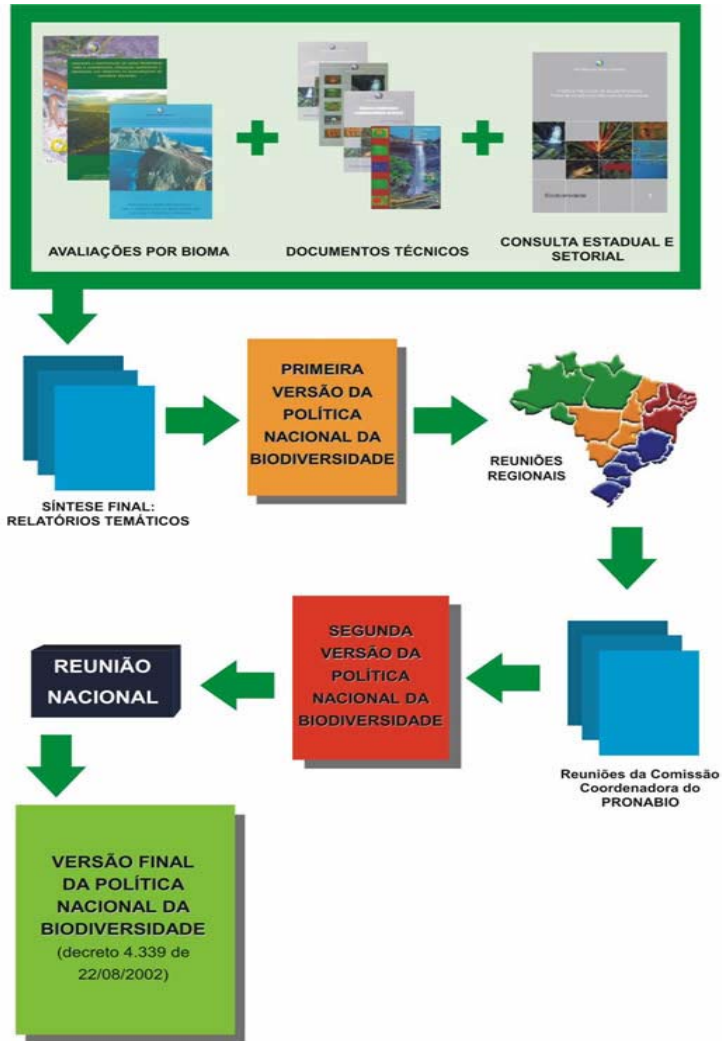 AVALIAÇÕES POR BIOMA
DOCUMENTOS TÉCNICOS
CONSULTA ESTADUAL E
SETORIAL
SÍNTESE FINAL:
RELATÓRIOS TEMÁTICOS
PRIMEIRA
VERSÃO DA
POLÍTICA
NACIONAL DA
BIODIVERSIDADE
REUNIÕES
REGIONAIS
Reuniões da Comissão
Coordenadora do
PRONABIO
SEGUNDA
VERSÃO DA
POLÍTICA
NACIONAL DA
BIODIVERSIDADE
REUNIÃO
NACIONAL
VERSÃO FINAL
DA POLÍTICA
NACIONAL DA
BIODIVERSIDADE
(decreto 4.339 de
22/08/2002)